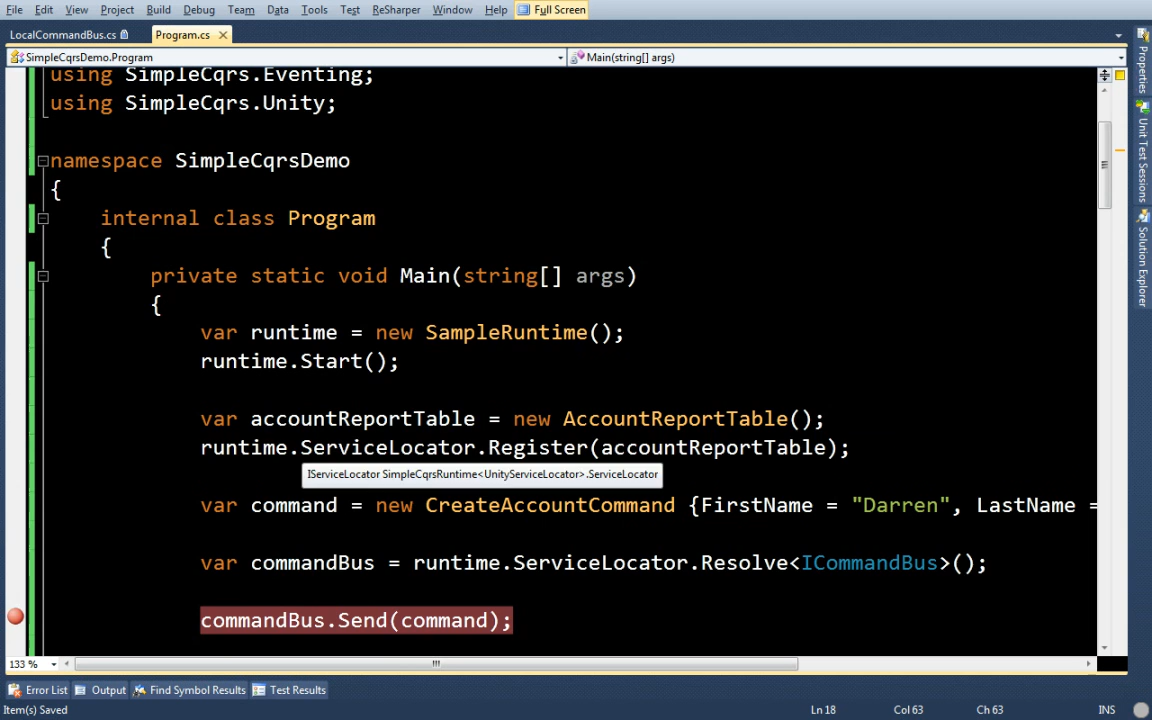 File Edit View Project Build Debug Team Data Tools Test ReSharper Window Help Full Screen
LocalCommandBus.cs Program.cs
SimpleCqrsDemo.Program Main(string[] args)
using SimpleCqrs.Eventing;
using SimpleCqrs.Unity;
namespace SimpleCqrsDemo
{
internal class Program
{
private static void Main(string[] args)
{
var runtime = new SampleRuntime();
runtime.Start();
var accountReportTable = new AccountReportTable();
runtime.ServiceLocator.Register(accountReportTable);
IServiceLocator SimpleCqrsRuntime<UnityServiceLocator>.ServiceLocator
var command = new CreateAccountCommand {FirstName = "Darren", LastName =
var commandBus = runtime.ServiceLocator.Resolve<ICommandBus>();
commandBus.Send(command);
133 %
Error List Output Find Symbol Results Test Results
Item(s) Saved Ln 18 Col 63 Ch 63 INS
Properties
Unit Test Sessions
Solution Explorer